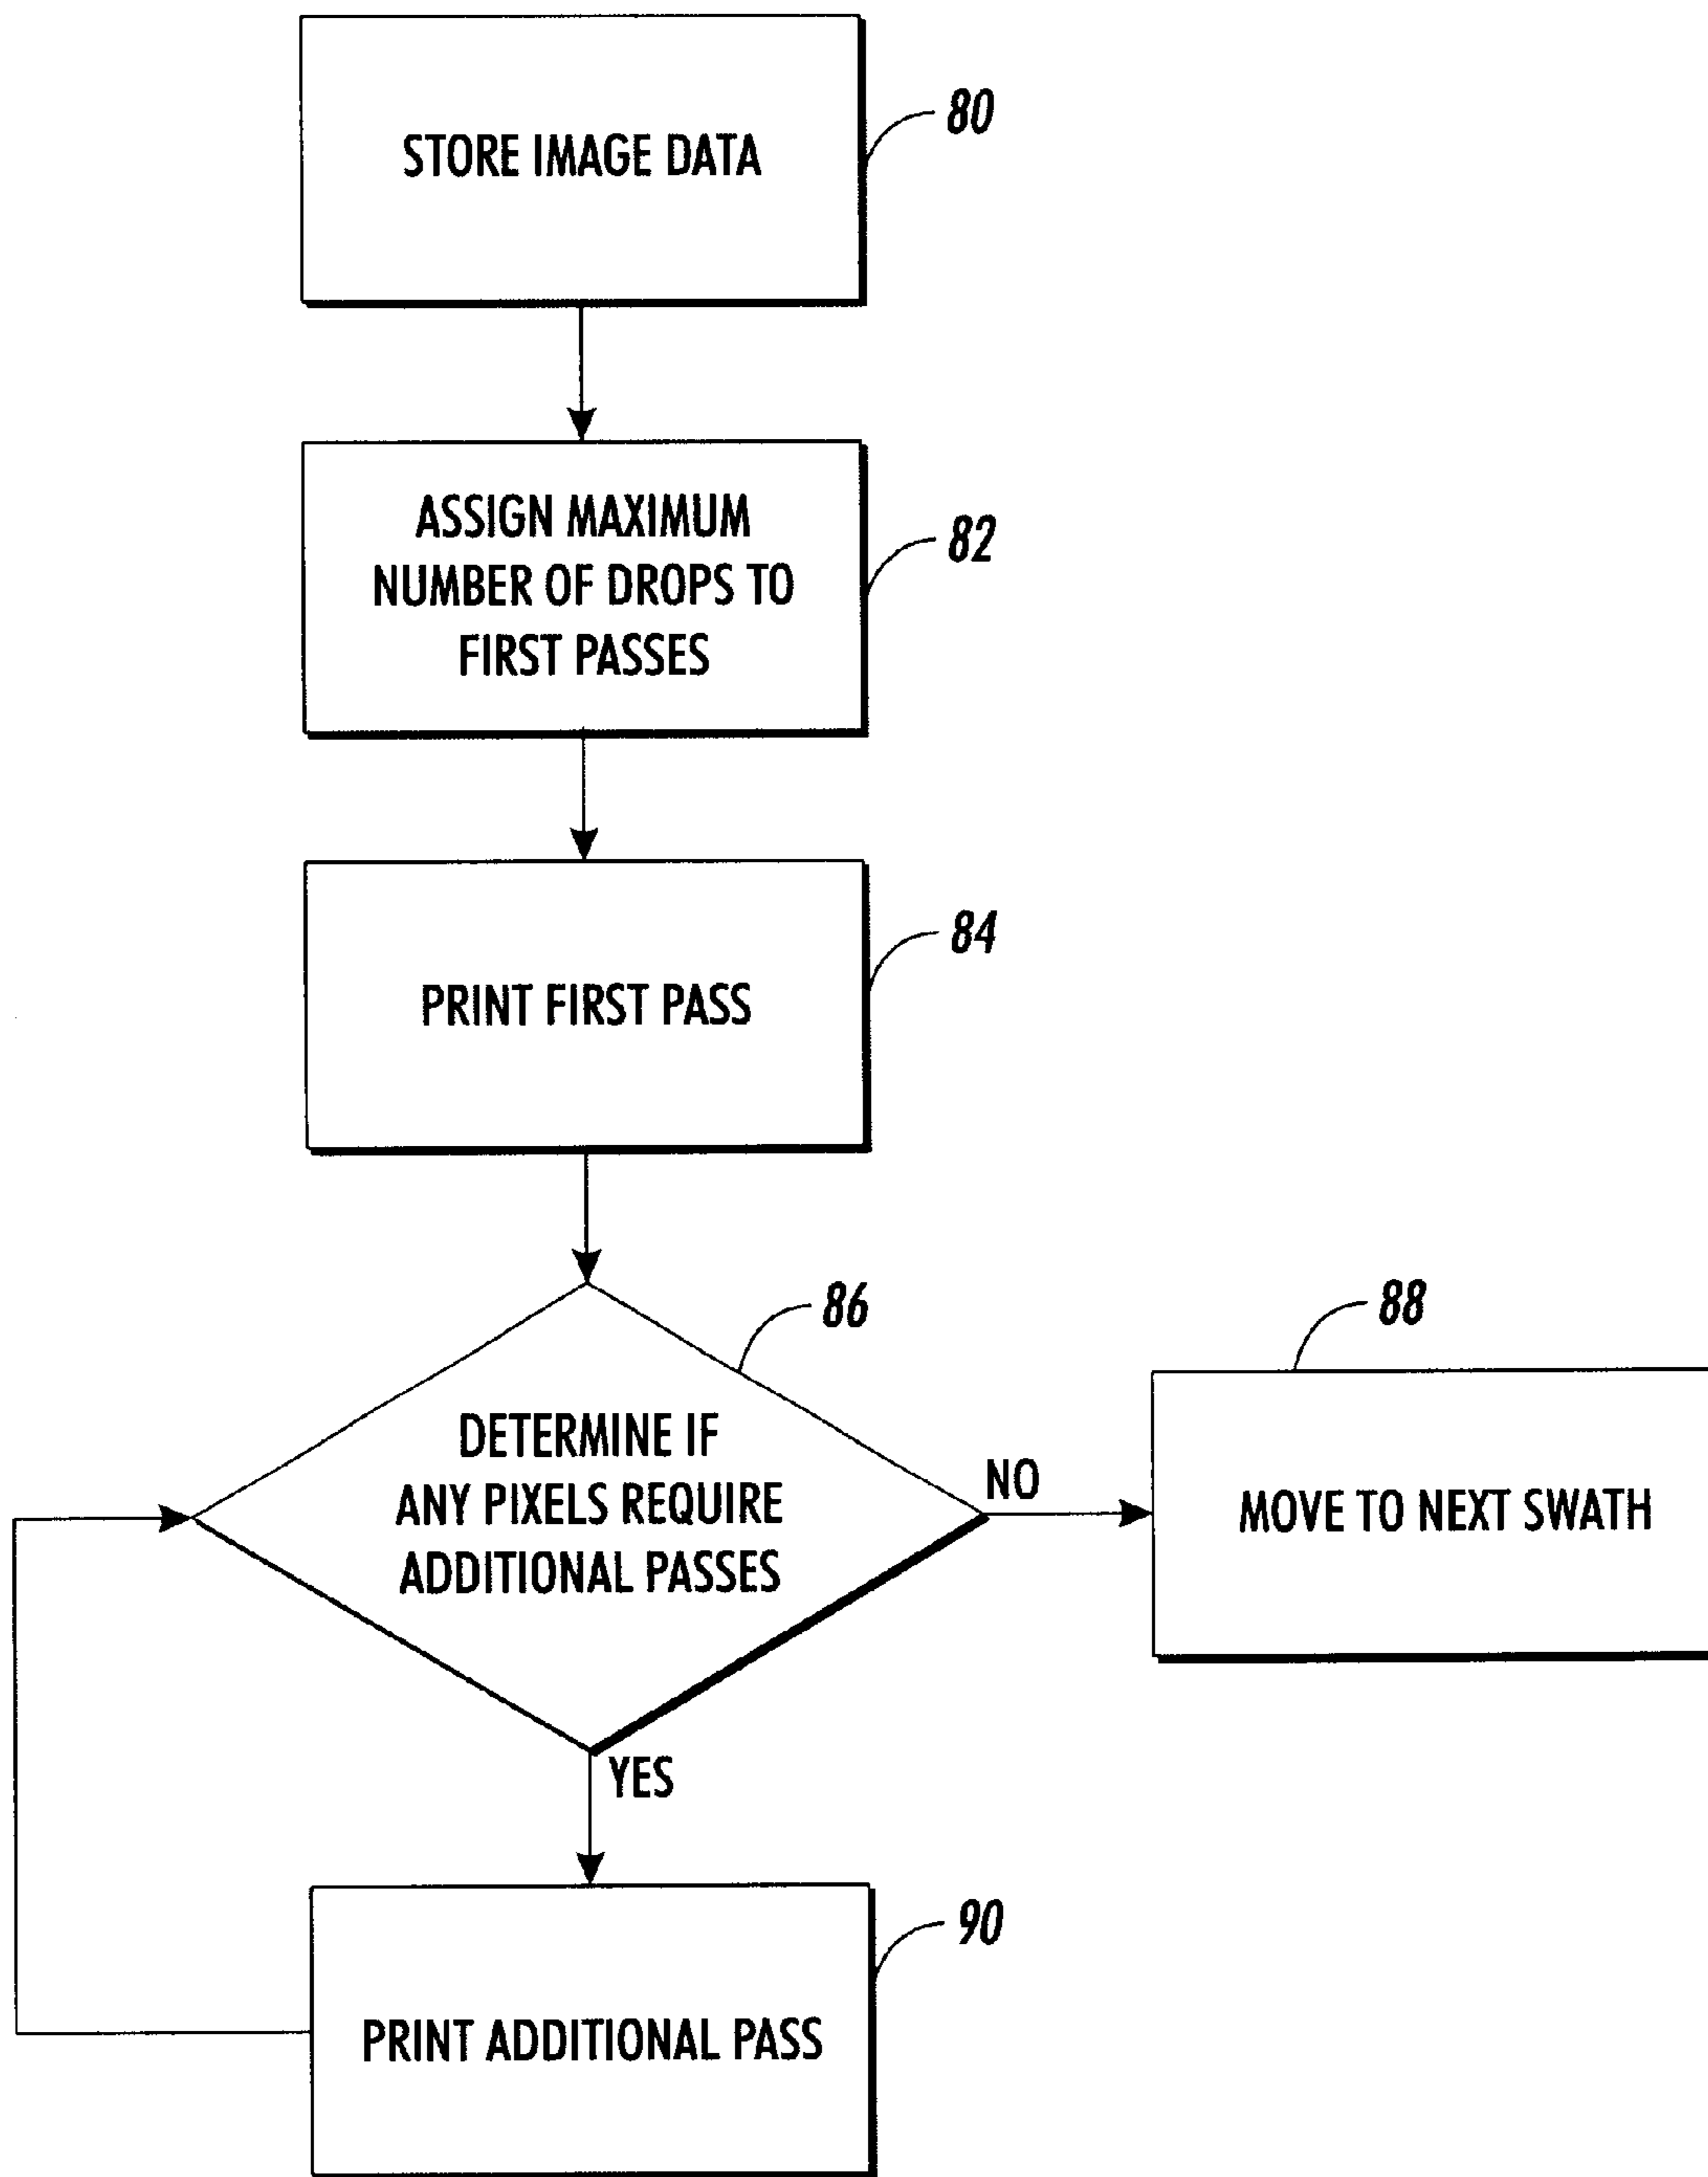 STORE IMAGE DATA
80
ASSIGN MAXIMUM
NUMBER OF DROPS TO
FIRST PASSES
82
PRINT FIRST PASS
84
DETERMINE IF
ANY PIXELS REQUIRE
ADDITIONAL PASSES
86
NO
MOVE TO NEXT SWATH
88
YES
PRINT ADDITIONAL PASS
90